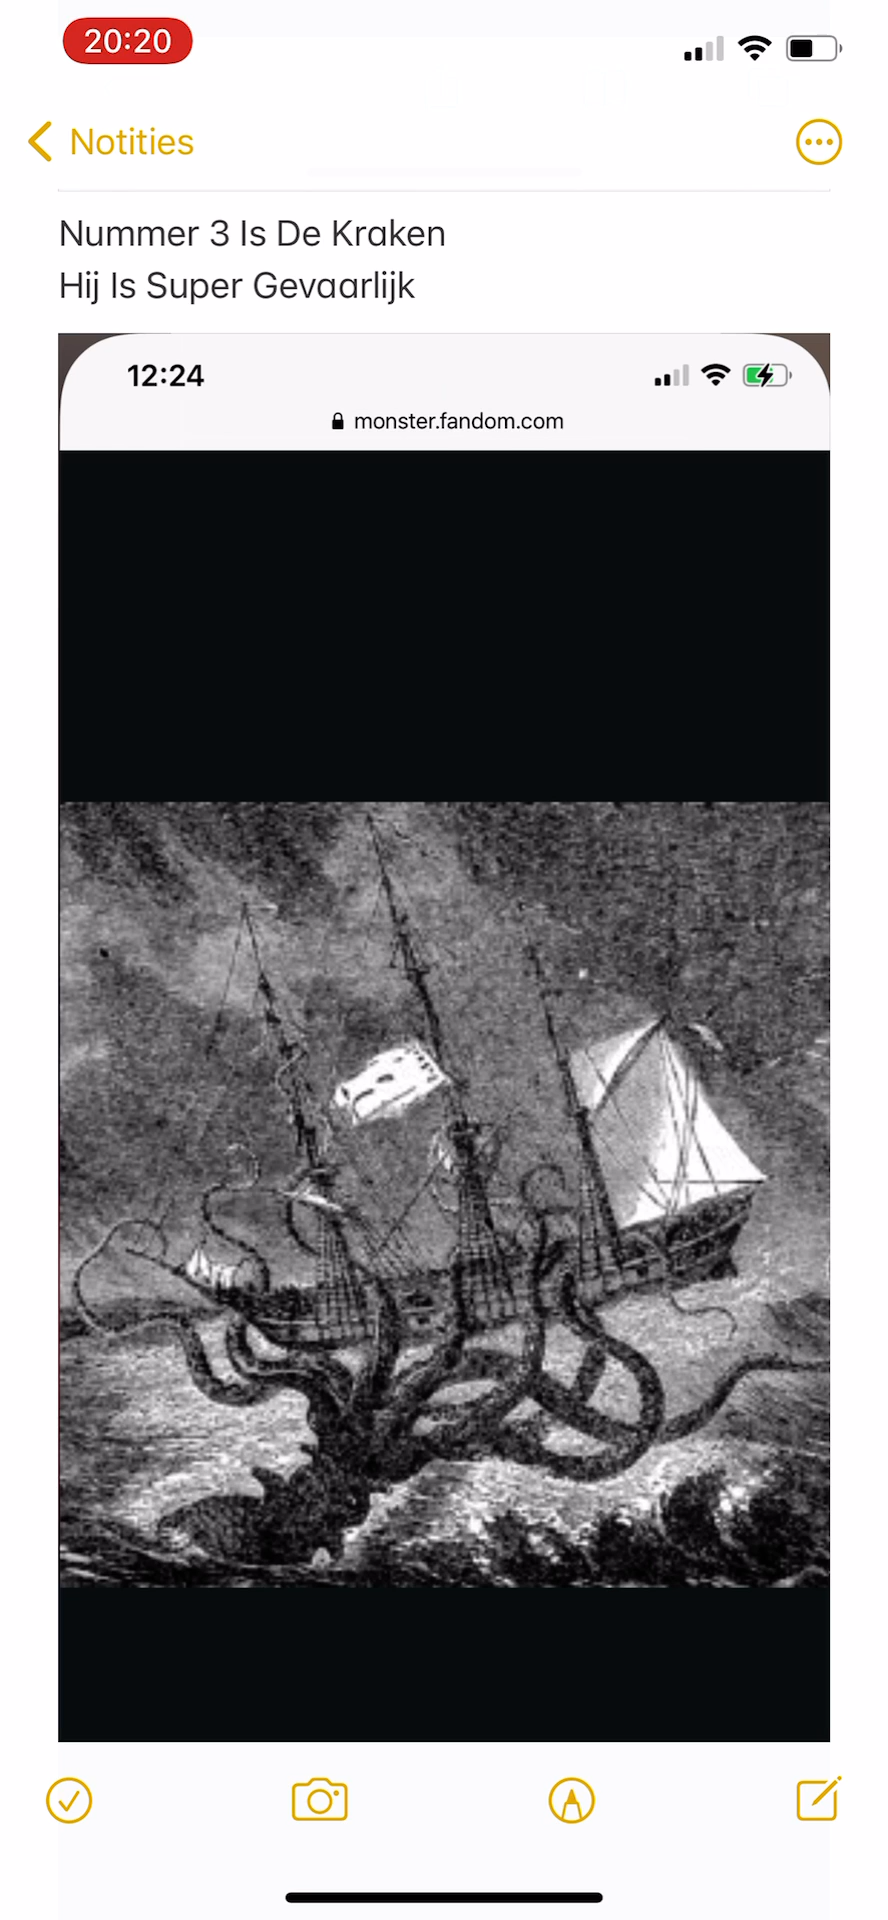 20:20
Notities
Nummer 3 Is De Kraken
Hij Is Super Gevaarlijk
12:24
monster.fandom.com